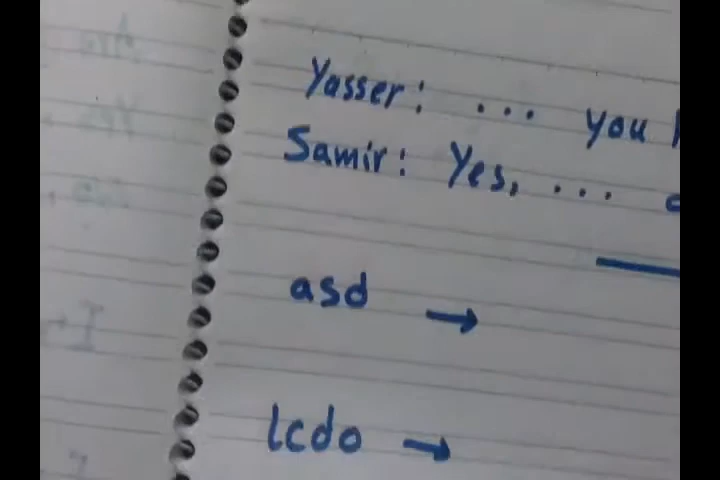 Yasser: ... you
Samir: Yes, ...
asd →
lcdo →